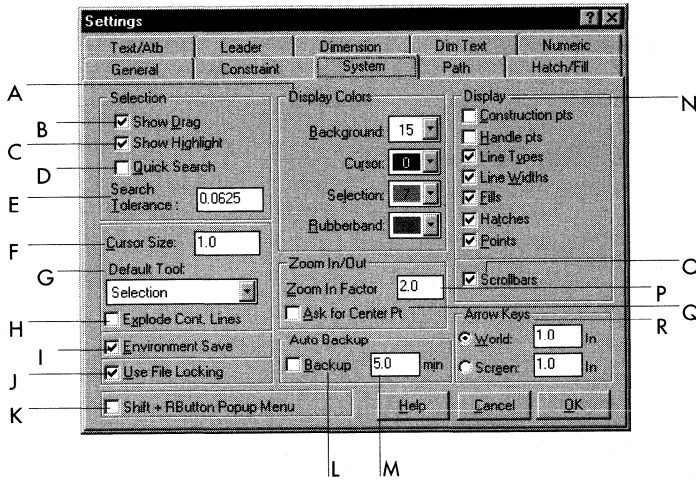 Settings
Text/Atb Leader Dimension Dim Text Numeric
General Constraint System Path Hatch/Fill
A
B
C
D
E
F
G
H
I
J
K
Selection
Show Drag
Show Highlight
Quick Search
Search
Tolerance : 0.0625
Cursor Size: 1.0
Default Tool:
Selection
Explode Cont. Lines
Environment Save
Use File Locking
Shift + RButton Popup Menu
Display Colors
Background: 15
Cursor: 0
Selection: 7
Rubberband:
Zoom In/Out
Zoom In Factor 2.0
Ask for Center Pt
Auto Backup
Backup 5.0 min
Display
Construction pts
Handle pts
Line Types
Line Widths
Fills
Hatches
Points
Scrollbars
Arrow Keys
World: 1.0 In
Screen: 1.0 In
Help Cancel OK
N
O
P
Q
R
L M